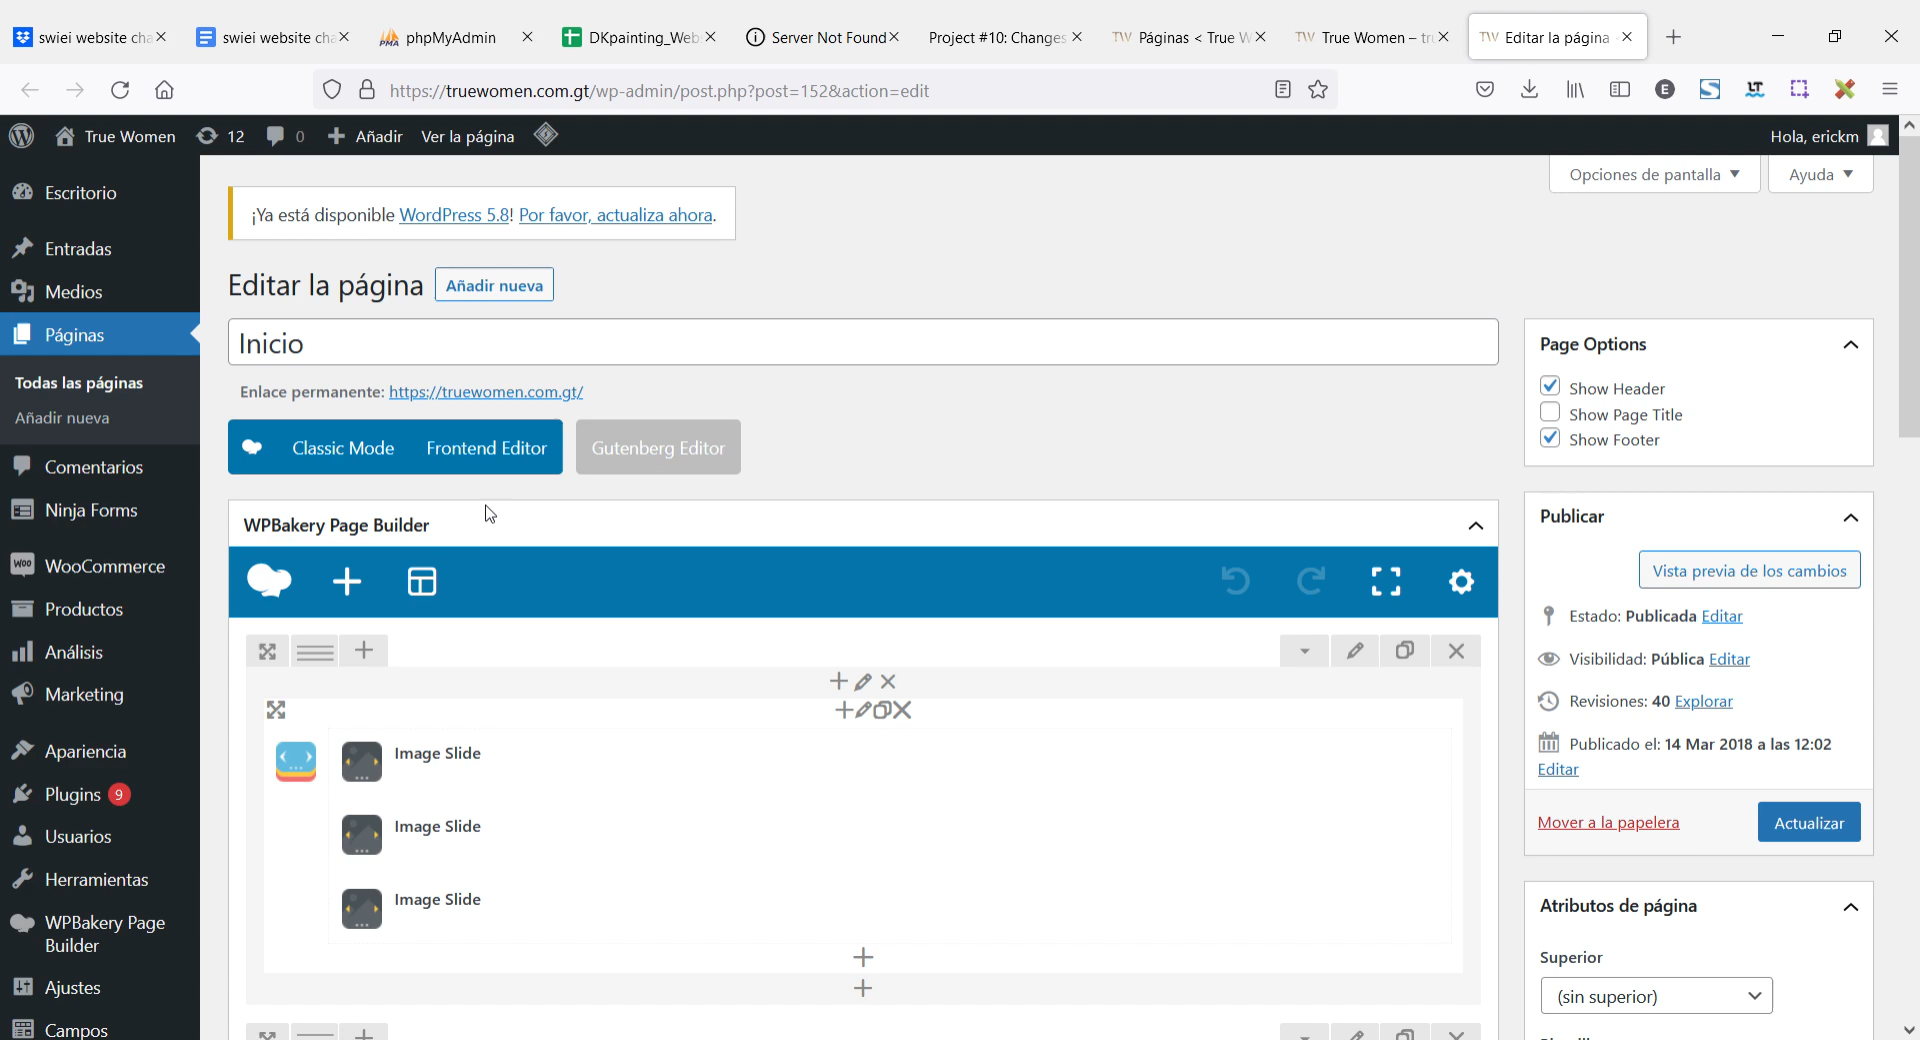 swiei website cha
swiei website cha
phpMyAdmin
DKpainting_Web
Server Not Found
Project #10: Changes
Páginas < True W
True Women – tr
Editar la página
https://truewomen.com.gt/wp-admin/post.php?post=152&action=edit
True Women
12
0
Añadir
Ver la página
Hola, erickm
Escritorio
Entradas
Medios
Páginas
Todas las páginas
Añadir nueva
Comentarios
Ninja Forms
WooCommerce
Productos
Análisis
Marketing
Apariencia
Plugins 9
Usuarios
Herramientas
WPBakery Page
Builder
Ajustes
Campos
Opciones de pantalla
Ayuda
¡Ya está disponible WordPress 5.8! Por favor, actualiza ahora.
Editar la página
Añadir nueva
Inicio
Enlace permanente: https://truewomen.com.gt/
Classic Mode
Frontend Editor
Gutenberg Editor
WPBakery Page Builder
Image Slide
Image Slide
Image Slide
Page Options
Show Header
Show Page Title
Show Footer
Publicar
Vista previa de los cambios
Estado: Publicada Editar
Visibilidad: Pública Editar
Revisiones: 40 Explorar
Publicado el: 14 Mar 2018 a las 12:02
Editar
Mover a la papelera
Actualizar
Atributos de página
Superior
(sin superior)